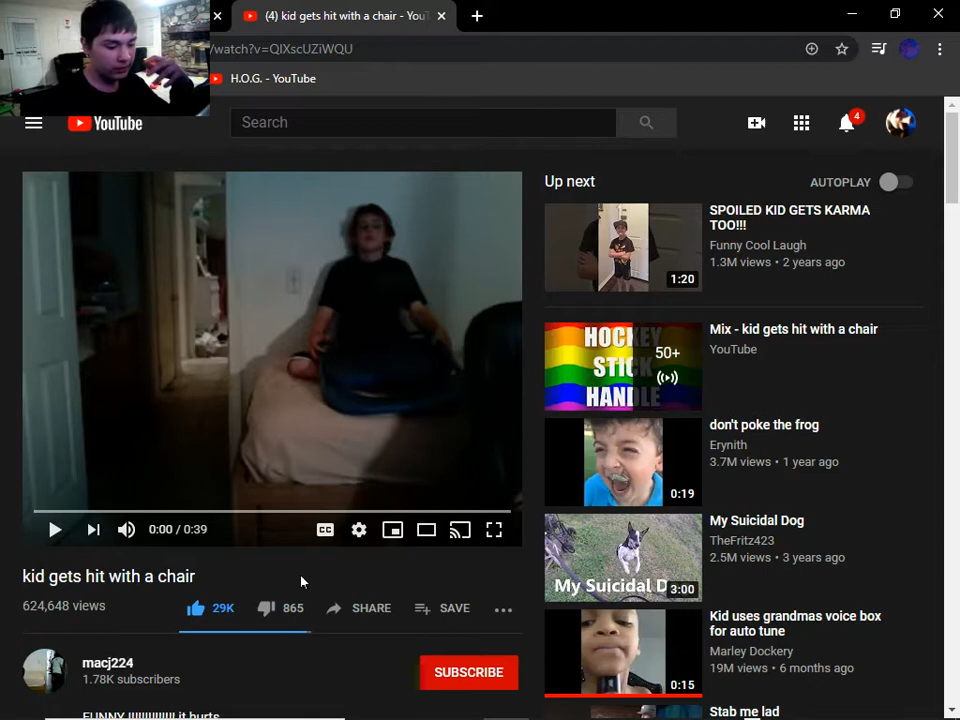 (4) kid gets hit with a chair - You
/watch?v=QIXscUZiWQU
H.O.G. - YouTube
YouTube
Search
4
Up next
AUTOPLAY
SPOILED KID GETS KARMA
TOO!!!
Funny Cool Laugh
1.3M views • 2 years ago
1:20
HOCKEY
STICK
HANDLE
50+
Mix - kid gets hit with a chair
YouTube
don't poke the frog
Erynith
3.7M views • 1 year ago
0:19
My Suicidal Dog
TheFritz423
2.5M views • 3 years ago
My Suicidal D
3:00
Kid uses grandmas voice box
for auto tune
Marley Dockery
19M views • 6 months ago
0:15
Stab me lad
0:00 / 0:39
CC
kid gets hit with a chair
624,648 views
29K
865
SHARE
SAVE
macj224
1.78K subscribers
SUBSCRIBE
FUNNY !!!!!!!!!!!!!! it hurts